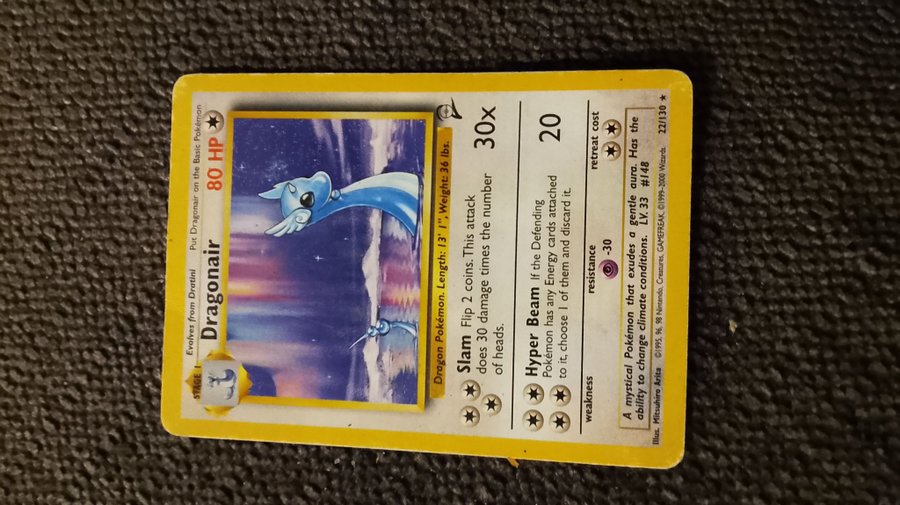 Evolves from Dratini Put Dragonair on the Basic Pokémon
STAGE 1
Dragonair 80 HP
Dragon Pokémon. Length: 13' 1", Weight: 36 lbs.
Slam Flip 2 coins. This attack
does 30 damage times the number
of heads.
30x
Hyper Beam If the Defending
Pokémon has any Energy cards attached
to it, choose 1 of them and discard it.
20
weakness resistance retreat cost
-30
A mystical Pokémon that exudes a gentle aura. Has the
ability to change climate conditions. LV. 33 #148
Illus. Mitsuhiro Arita ©1995, 96, 98 Nintendo, Creatures, GAMEFREAK. ©1999-2000 Wizards. 22/130 ★